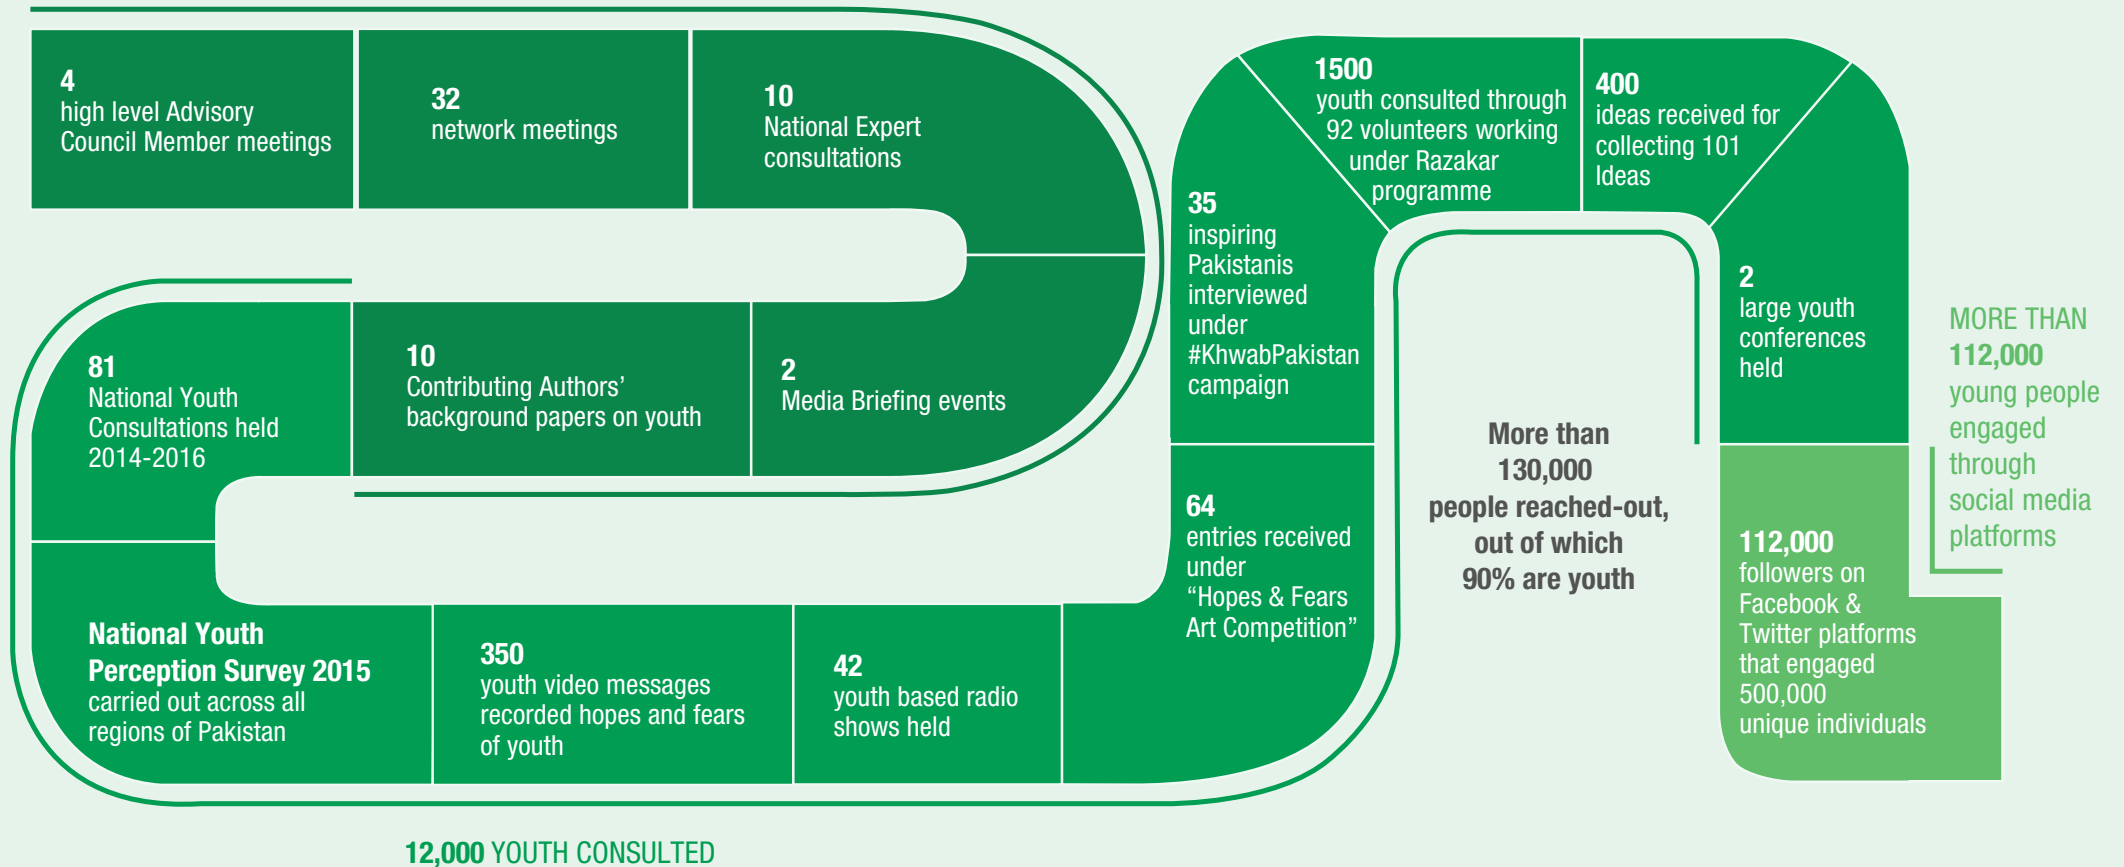 4
high level Advisory
Council Member meetings
32
network meetings
10
National Expert
consultations
2
Media Briefing events
10
Contributing Authors’
background papers on youth
81
National Youth
Consultations held
2014-2016
National Youth
Perception Survey 2015
carried out across all
regions of Pakistan
350
youth video messages
recorded hopes and fears
of youth
42
youth based radio
shows held
64
entries received
under
“Hopes & Fears
Art Competition”
35
inspiring
Pakistanis
interviewed
under
#KhwabPakistan
campaign
1500
youth consulted through
92 volunteers working
under Razakar
programme
400
ideas received for
collecting 101
Ideas
2
large youth
conferences
held
112,000
followers on
Facebook &
Twitter platforms
that engaged
500,000
unique individuals
MORE THAN
112,000
young people
engaged
through
social media
platforms
More than
130,000
people reached-out,
out of which
90% are youth
12,000 YOUTH CONSULTED